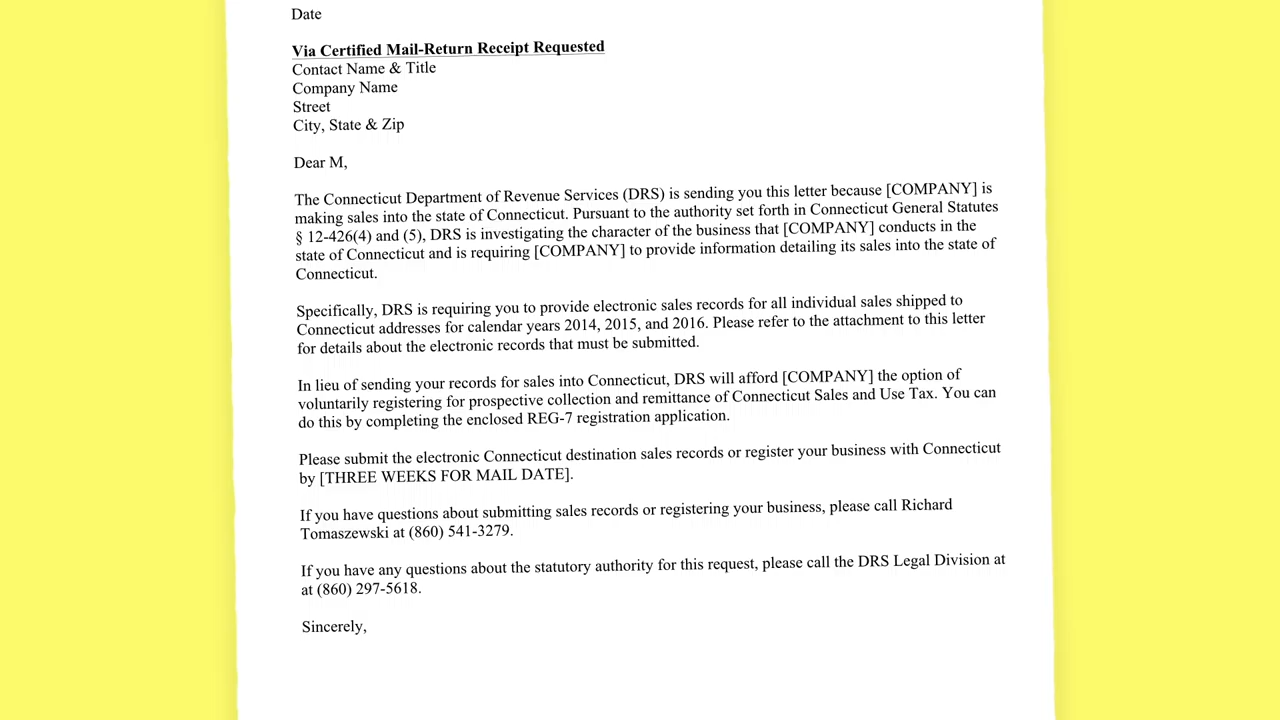 Date
Via Certified Mail-Return Receipt Requested
Contact Name & Title
Company Name
Street
City, State & Zip
Dear M,
The Connecticut Department of Revenue Services (DRS) is sending you this letter because [COMPANY] is
making sales into the state of Connecticut. Pursuant to the authority set forth in Connecticut General Statutes
§ 12-426(4) and (5), DRS is investigating the character of the business that [COMPANY] conducts in the
state of Connecticut and is requiring [COMPANY] to provide information detailing its sales into the state of
Connecticut.
Specifically, DRS is requiring you to provide electronic sales records for all individual sales shipped to
Connecticut addresses for calendar years 2014, 2015, and 2016. Please refer to the attachment to this letter
for details about the electronic records that must be submitted.
In lieu of sending your records for sales into Connecticut, DRS will afford [COMPANY] the option of
voluntarily registering for prospective collection and remittance of Connecticut Sales and Use Tax. You can
do this by completing the enclosed REG-7 registration application.
Please submit the electronic Connecticut destination sales records or register your business with Connecticut
by [THREE WEEKS FOR MAIL DATE].
If you have questions about submitting sales records or registering your business, please call Richard
Tomaszewski at (860) 541-3279.
If you have any questions about the statutory authority for this request, please call the DRS Legal Division at
at (860) 297-5618.
Sincerely,